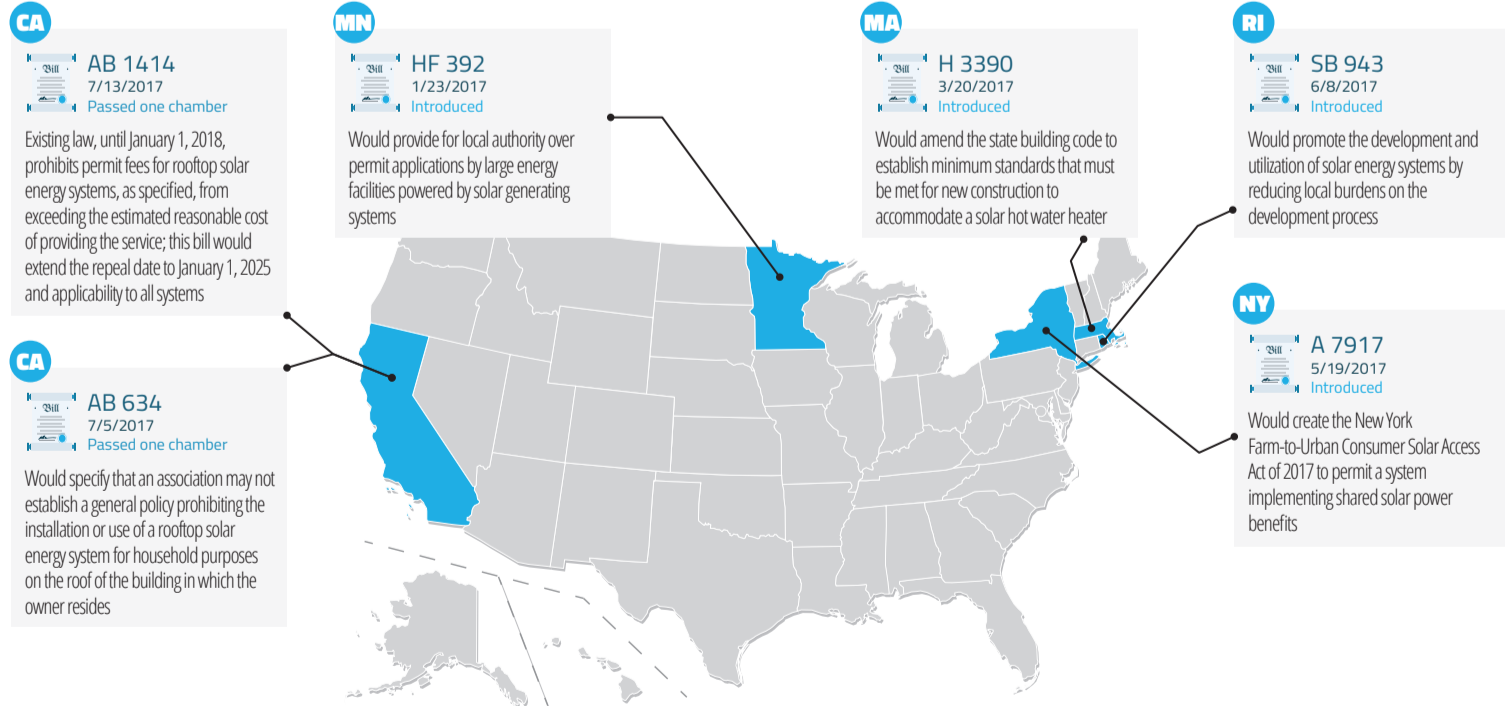 CA
Bill
AB 1414
7/13/2017
Passed one chamber
Existing law, until January 1, 2018,
prohibits permit fees for rooftop solar
energy systems, as specified, from
exceeding the estimated reasonable cost
of providing the service; this bill would
extend the repeal date to January 1, 2025
and applicability to all systems
CA
Bill
AB 634
7/5/2017
Passed one chamber
Would specify that an association may not
establish a general policy prohibiting the
installation or use of a rooftop solar
energy system for household purposes
on the roof of the building in which the
owner resides
MN
Bill
HF 392
1/23/2017
Introduced
Would provide for local authority over
permit applications by large energy
facilities powered by solar generating
systems
MA
Bill
H 3390
3/20/2017
Introduced
Would amend the state building code to
establish minimum standards that must
be met for new construction to
accommodate a solar hot water heater
RI
Bill
SB 943
6/8/2017
Introduced
Would promote the development and
utilization of solar energy systems by
reducing local burdens on the
development process
NY
Bill
A 7917
5/19/2017
Introduced
Would create the New York
Farm-to-Urban Consumer Solar Access
Act of 2017 to permit a system
implementing shared solar power
benefits